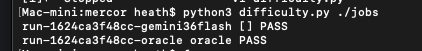 Mac-mini:mercor heath$ python3 difficulty.py ./jobs
run-1624ca3f48cc-gemini36flash [] PASS
run-1624ca3f48cc-oracle oracle PASS